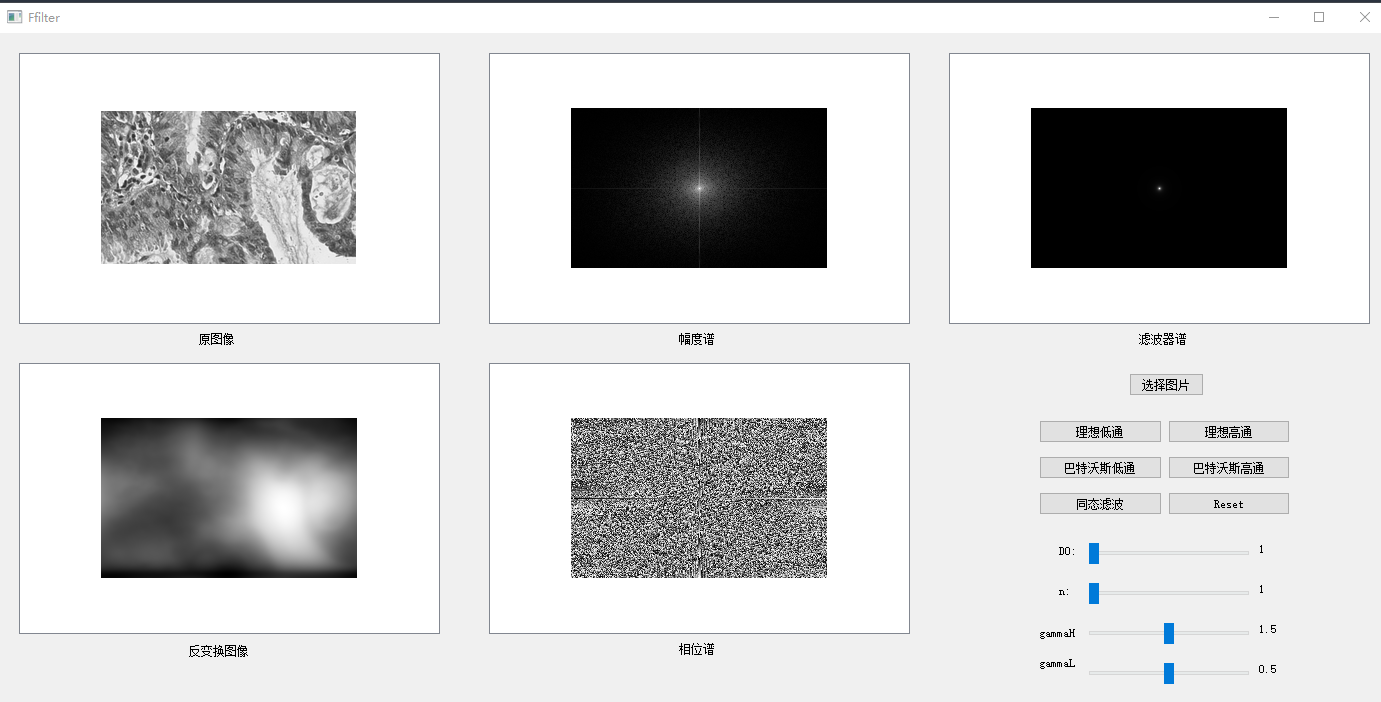 Ffilter
原图像
幅度谱
滤波器谱
选择图片
理想低通
理想高通
巴特沃斯低通
巴特沃斯高通
同态滤波
Reset
D0:
1
n:
1
gammaH
1.5
gammaL
0.5
反变换图像
相位谱